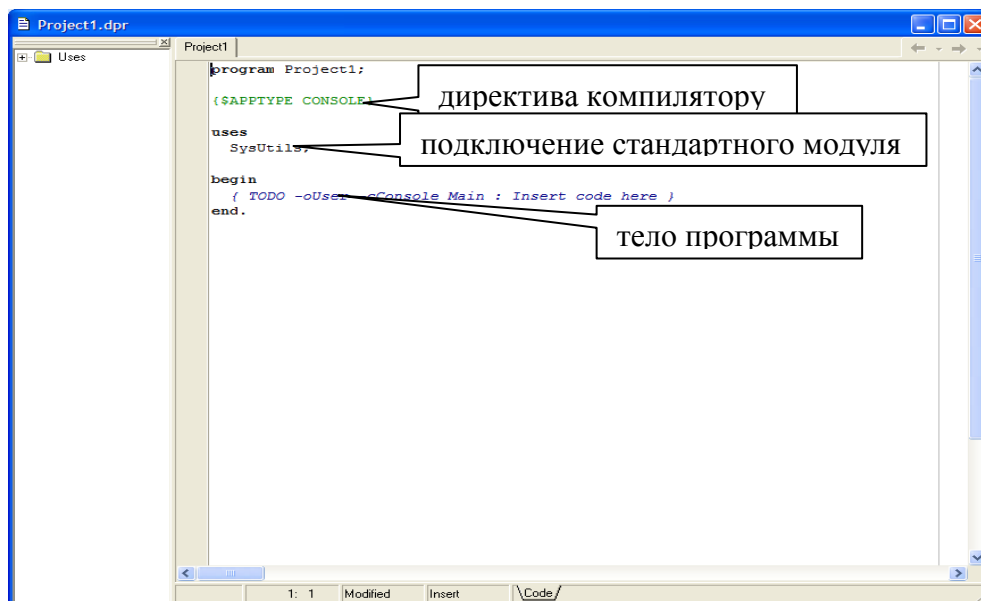 Project1.dpr
Uses
Project1
program Project1;
{$APPTYPE CONSOLE}
директива компилятору
uses
SysUtils;
подключение стандартного модуля
begin
{ TODO -oUser -cConsole Main : Insert code here }
end.
тело программы
1: 1 Modified Insert \Code/